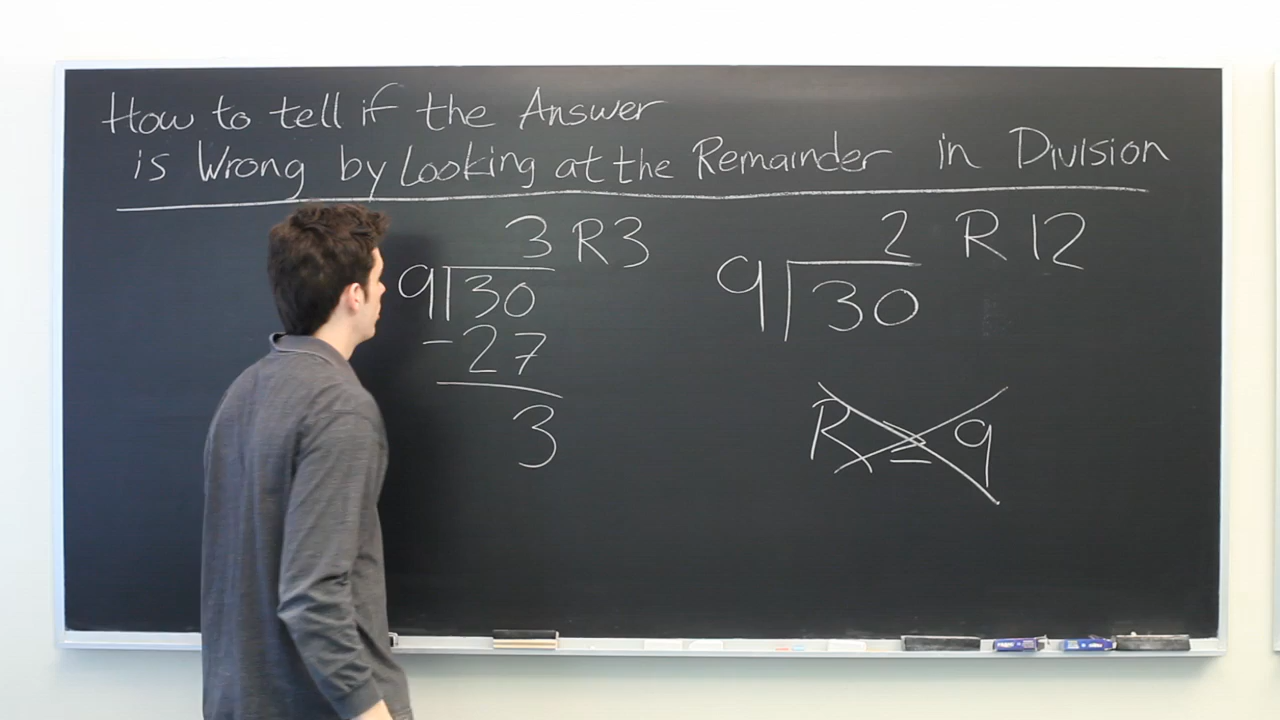 How to tell if the Answer
is Wrong by Looking at the Remainder in Division
3 R3
9 30
-27
3
2 R 12
9 30
R ≥ 9